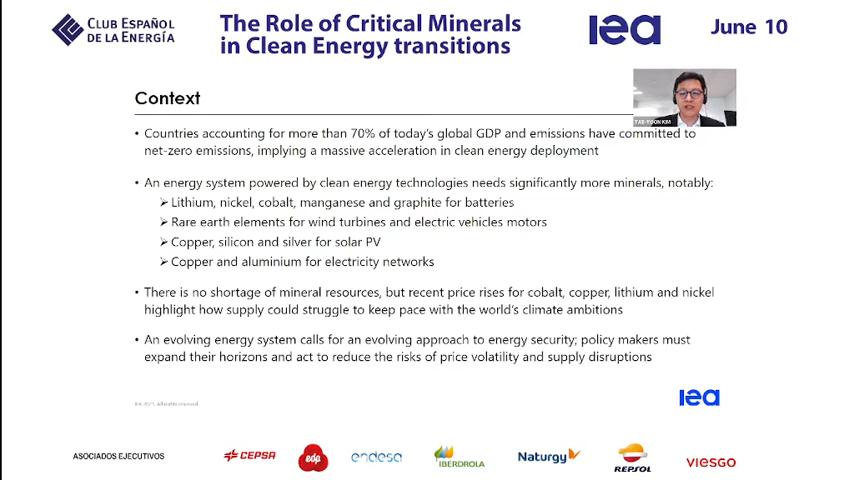 CLUB ESPAÑOL
DE LA ENERGÍA
The Role of Critical Minerals
in Clean Energy transitions
iea
June 10
Context
TAE-YOON KIM
• Countries accounting for more than 70% of today's global GDP and emissions have committed to
net-zero emissions, implying a massive acceleration in clean energy deployment
• An energy system powered by clean energy technologies needs significantly more minerals, notably:
➢ Lithium, nickel, cobalt, manganese and graphite for batteries
➢ Rare earth elements for wind turbines and electric vehicles motors
➢ Copper, silicon and silver for solar PV
➢ Copper and aluminium for electricity networks
• There is no shortage of mineral resources, but recent price rises for cobalt, copper, lithium and nickel
highlight how supply could struggle to keep pace with the world's climate ambitions
• An evolving energy system calls for an evolving approach to energy security; policy makers must
expand their horizons and act to reduce the risks of price volatility and supply disruptions
All rights reserved
iea
ASOCIADOS EJECUTIVOS
CEPSA
edp
endesa
IBERDROLA
Naturgy
REPSOL
VIESGO